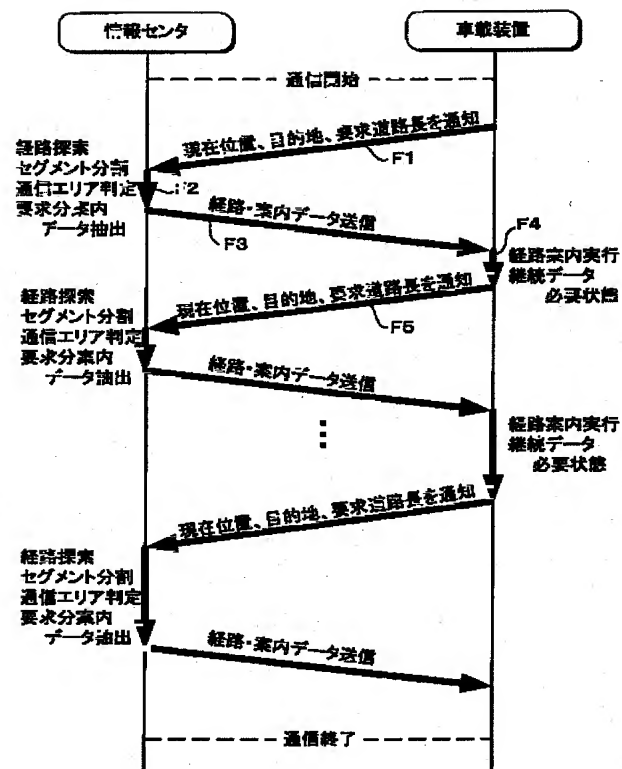 情報センタ
車載装置
通信開始
現在位置、目的地、要求道路長を通知
F1
経路探索
セグメント分割
通信エリア判定
要求分案内
データ抽出
F2
経路・案内データ送信
F3
F4
経路案内実行
継続データ
必要状態
現在位置、目的地、要求道路長を通知
F5
経路探索
セグメント分割
通信エリア判定
要求分案内
データ抽出
経路・案内データ送信
経路案内実行
継続データ
必要状態
現在位置、目的地、要求道路長を通知
経路探索
セグメント分割
通信エリア判定
要求分案内
データ抽出
経路・案内データ送信
通信終了